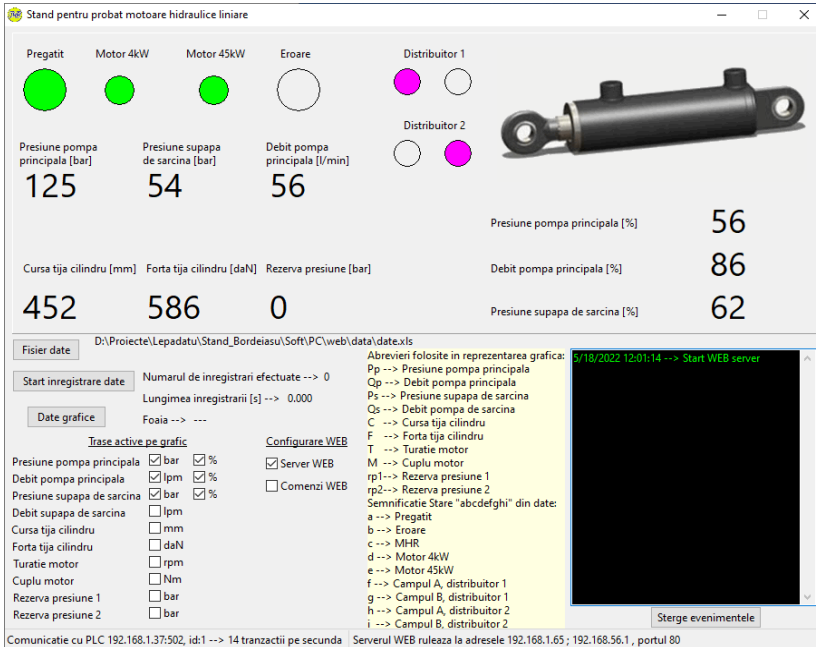 Stand pentru probat motoare hidraulice liniare
Pregatit Motor 4kW Motor 45kW Eroare Distribuitor 1
Distribuitor 2
Presiune pompa
principala [bar]
125
Presiune supapa
de sarcina [bar]
54
Debit pompa
principala [l/min]
56
Presiune pompa principala [%] 56
Debit pompa principala [%] 86
Presiune supapa de sarcina [%] 62
Cursa tija cilindru [mm] Forta tija cilindru [daN] Rezerva presiune [bar]
452 586 0
Fisier date D:\Proiecte\Lepadatu\Stand_Bordeiasu\Soft\PC\web\data\date.xls
Start inregistrare date Numarul de inregistrari efectuate --> 0
Lungimea inregistrarii [s] --> 0.000
Date grafice Foaia --> ---
Trase active pe grafic
Presiune pompa principala bar %
Debit pompa principala lpm %
Presiune supapa de sarcina bar %
Debit supapa de sarcina lpm
Cursa tija cilindru mm
Forta tija cilindru daN
Turatie motor rpm
Cuplu motor Nm
Rezerva presiune 1 bar
Rezerva presiune 2 bar
Configurare WEB
Server WEB
Comenzi WEB
Abrevieri folosite in reprezentarea grafica:
Pp --> Presiune pompa principala
Qp --> Debit pompa principala
Ps --> Presiune supapa de sarcina
Qs --> Debit pompa de sarcina
C --> Cursa tija cilindru
F --> Forta tija cilindru
T --> Turatie motor
M --> Cuplu motor
rp1--> Rezerva presiune 1
rp2--> Rezerva presiune 2
Semnificatie Stare "abcdefghi" din date:
a --> Pregatit
b --> Eroare
c --> MHR
d --> Motor 4kW
e --> Motor 45kW
f --> Campul A, distribuitor 1
g --> Campul B, distribuitor 1
h --> Campul A, distribuitor 2
i --> Campul B, distribuitor 2
5/18/2022 12:01:14 --> Start WEB server
Sterge evenimentele
Comunicatie cu PLC 192.168.1.37:502, id:1 --> 14 tranzactii pe secunda
Serverul WEB ruleaza la adresele 192.168.1.65 ; 192.168.56.1 , portul 80